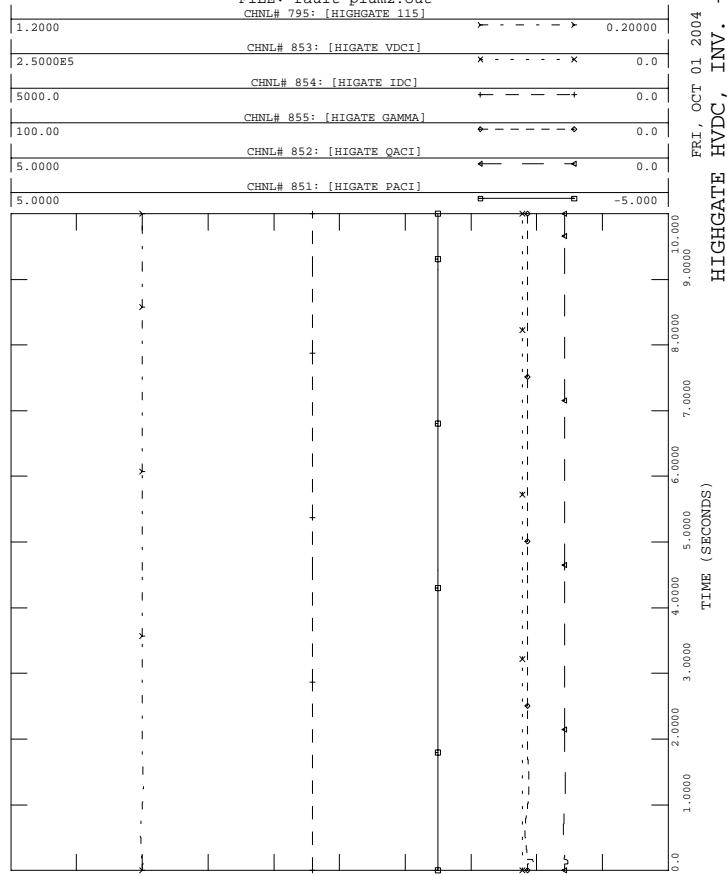 FILE: fault plum2.out
CHNL# 795: [HIGHGATE 115]
1.2000 0.20000
CHNL# 853: [HIGATE VDCI]
2.5000E5 0.0
CHNL# 854: [HIGATE IDC]
5000.0 0.0
CHNL# 855: [HIGATE GAMMA]
100.00 0.0
CHNL# 852: [HIGATE QACI]
5.0000 0.0
CHNL# 851: [HIGATE PACI]
5.0000 -5.000
FRI, OCT 01 2004
HIGHGATE HVDC, INV.
10.000
9.0000
8.0000
7.0000
6.0000
5.0000
4.0000
3.0000
2.0000
1.0000
0.0
TIME (SECONDS)